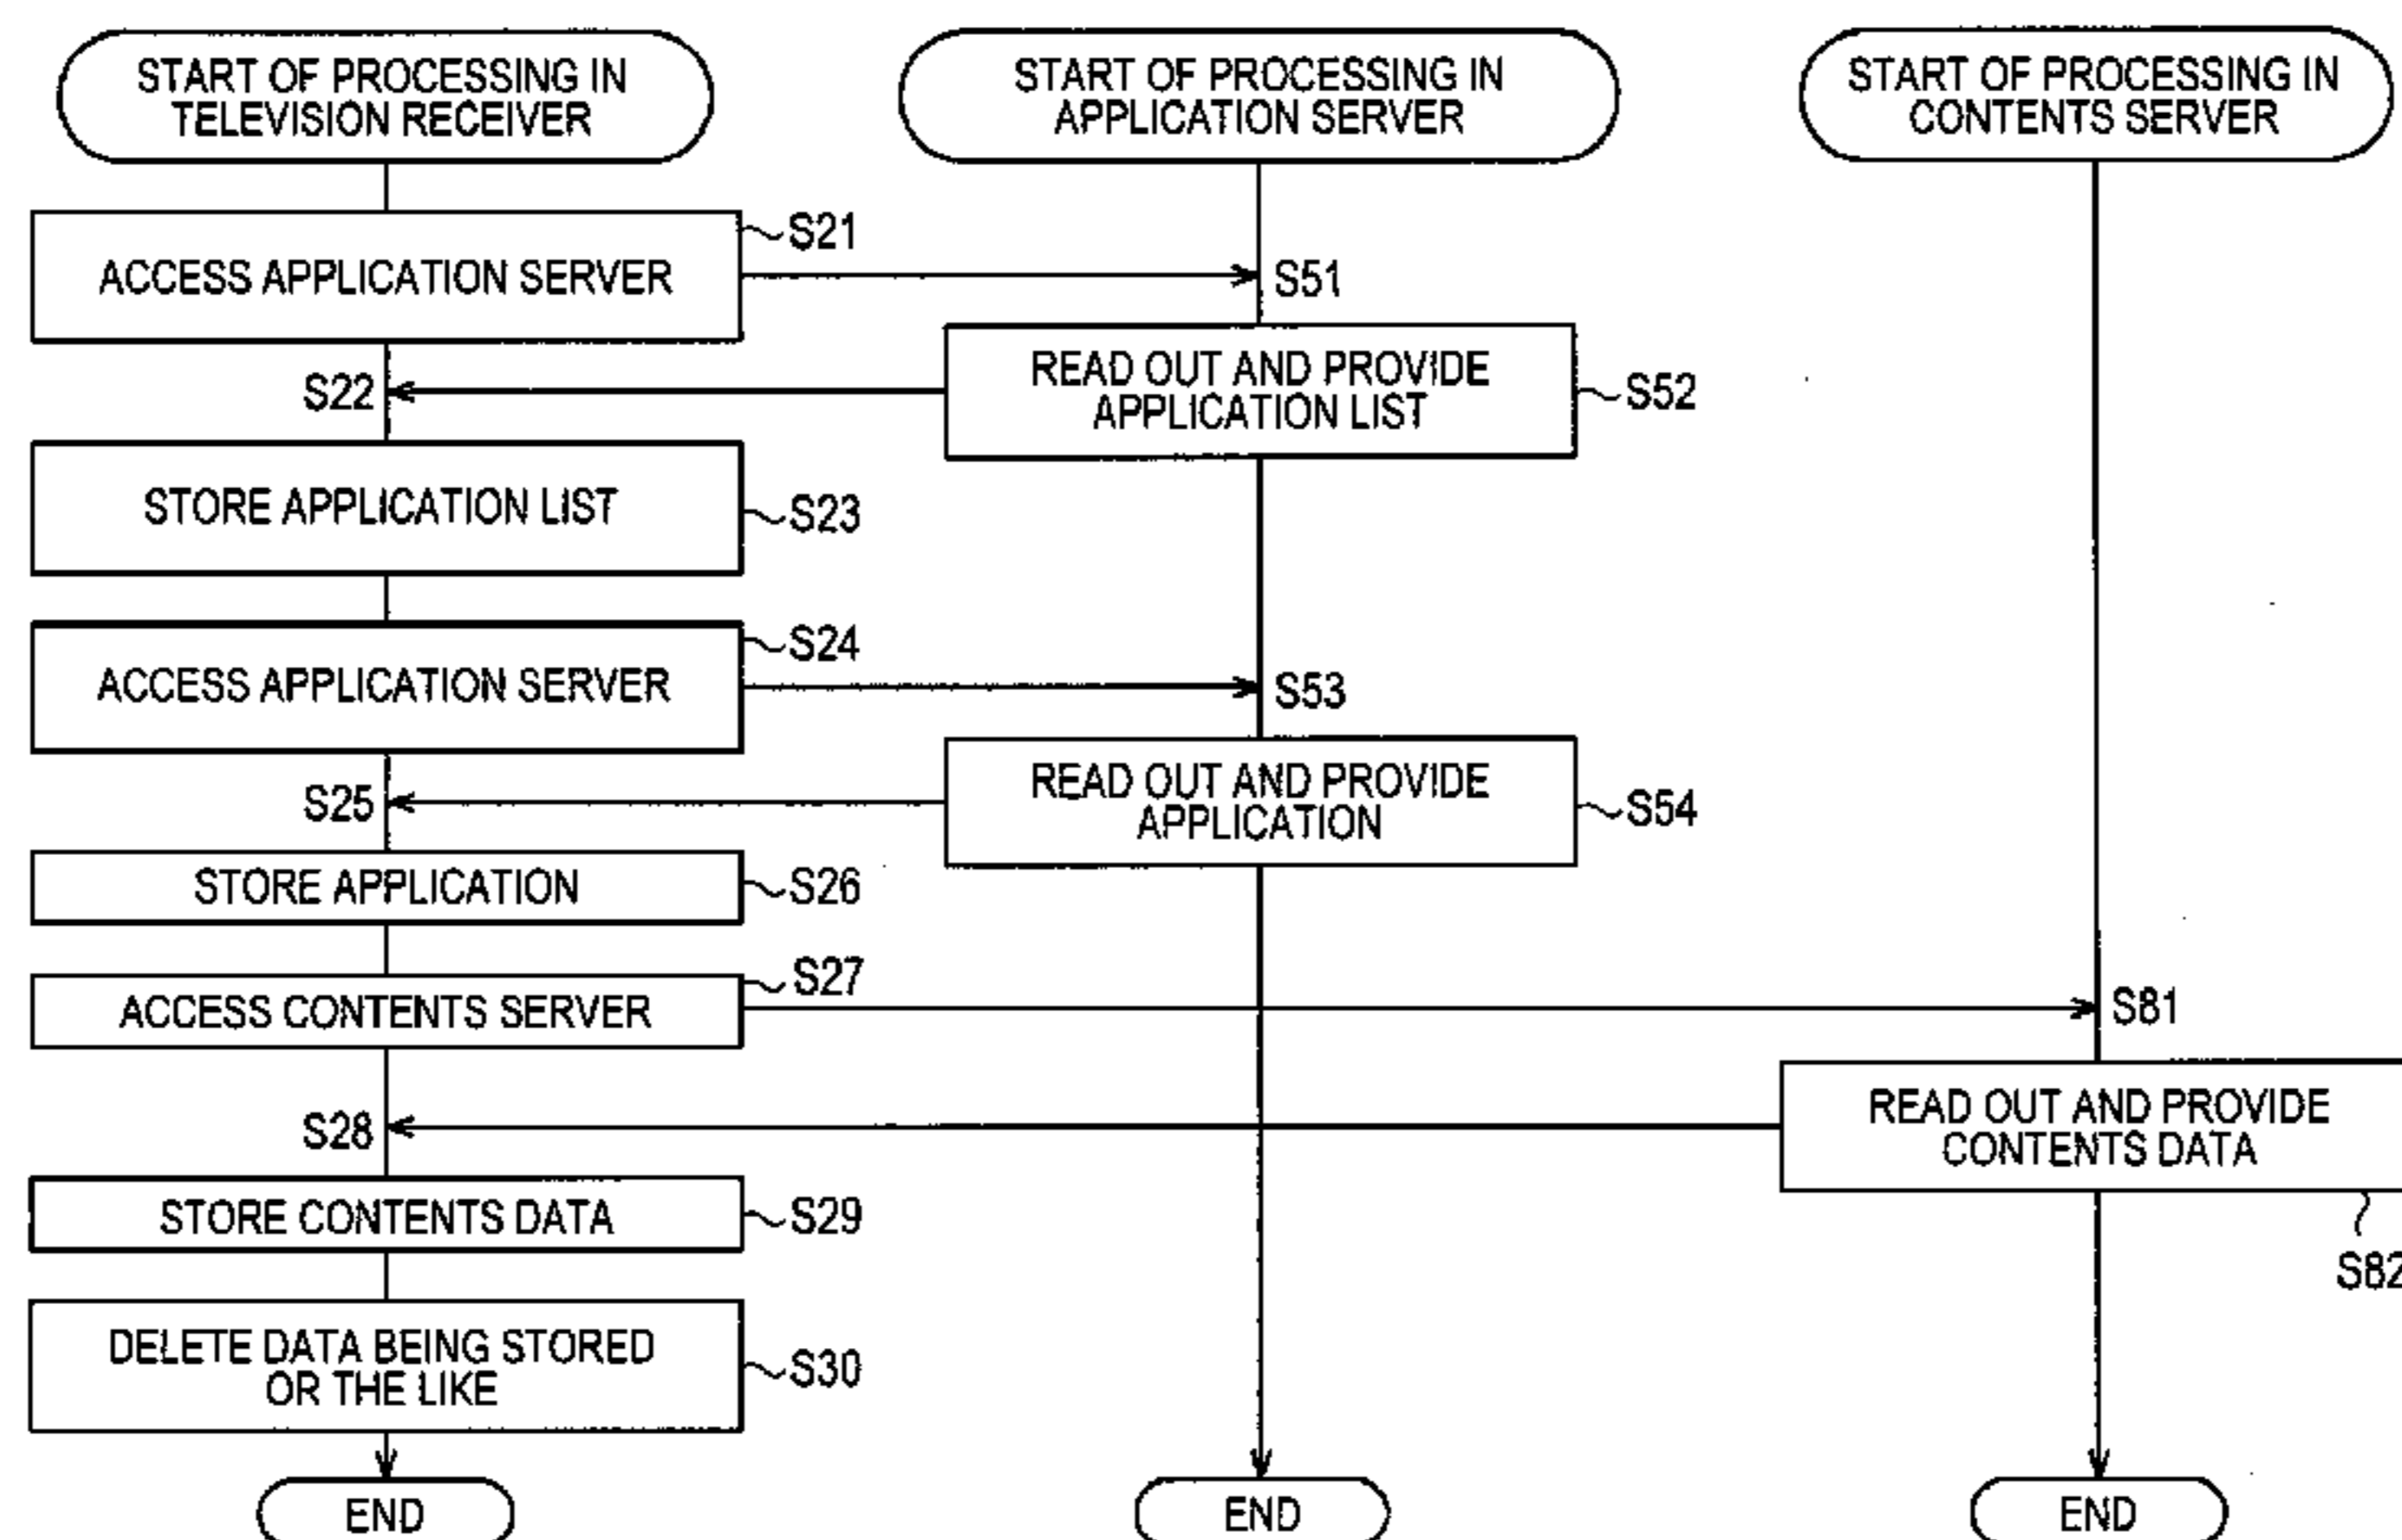 START OF PROCESSING IN
TELEVISION RECEIVER
START OF PROCESSING IN
APPLICATION SERVER
START OF PROCESSING IN
CONTENTS SERVER
S21
ACCESS APPLICATION SERVER
S51
READ OUT AND PROVIDE
APPLICATION LIST
S52
S22
STORE APPLICATION LIST
S23
S24
ACCESS APPLICATION SERVER
S53
READ OUT AND PROVIDE
APPLICATION
S54
S25
STORE APPLICATION
S26
S27
ACCESS CONTENTS SERVER
S81
READ OUT AND PROVIDE
CONTENTS DATA
S82
S28
STORE CONTENTS DATA
S29
DELETE DATA BEING STORED
OR THE LIKE
S30
END
END
END